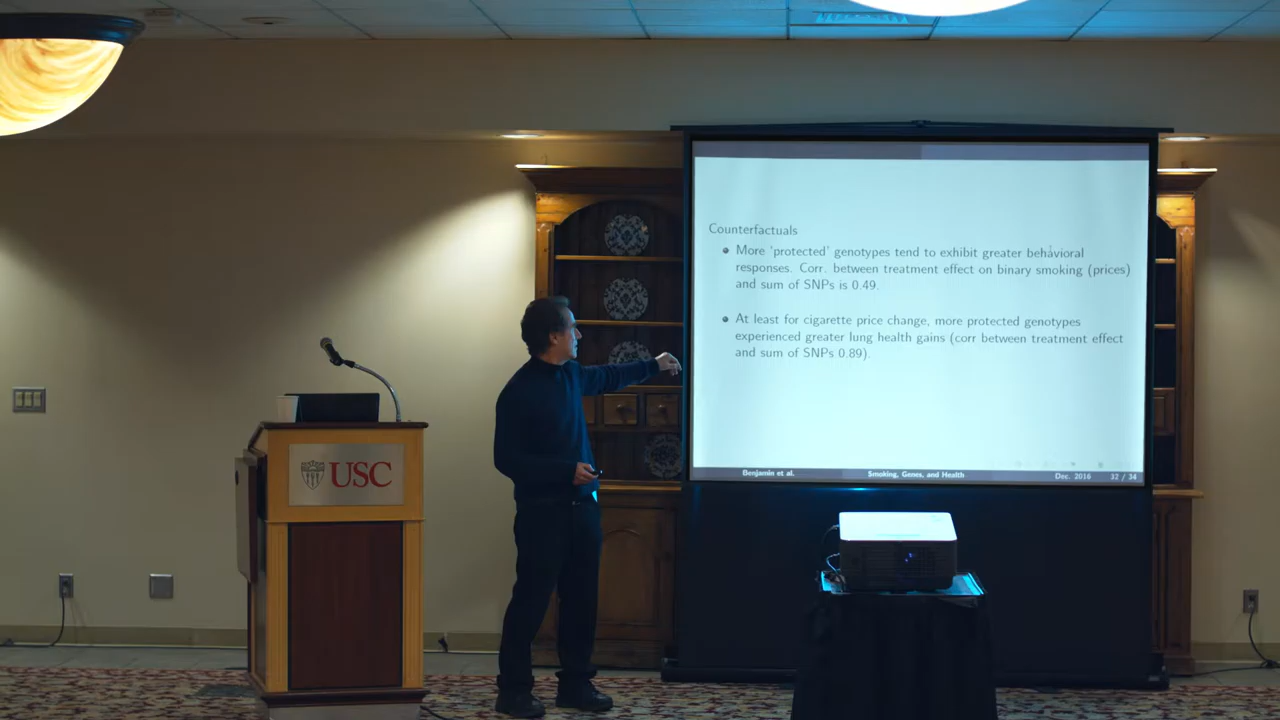 Counterfactuals
More 'protected' genotypes tend to exhibit greater behavioral
responses. Corr. between treatment effect on binary smoking (prices)
and sum of SNPs is 0.49.
At least for cigarette price change, more protected genotypes
experienced greater lung health gains (corr between treatment effect
and sum of SNPs 0.89).
Benjamin et al. Smoking, Genes, and Health Dec. 2016 32 / 34
USC